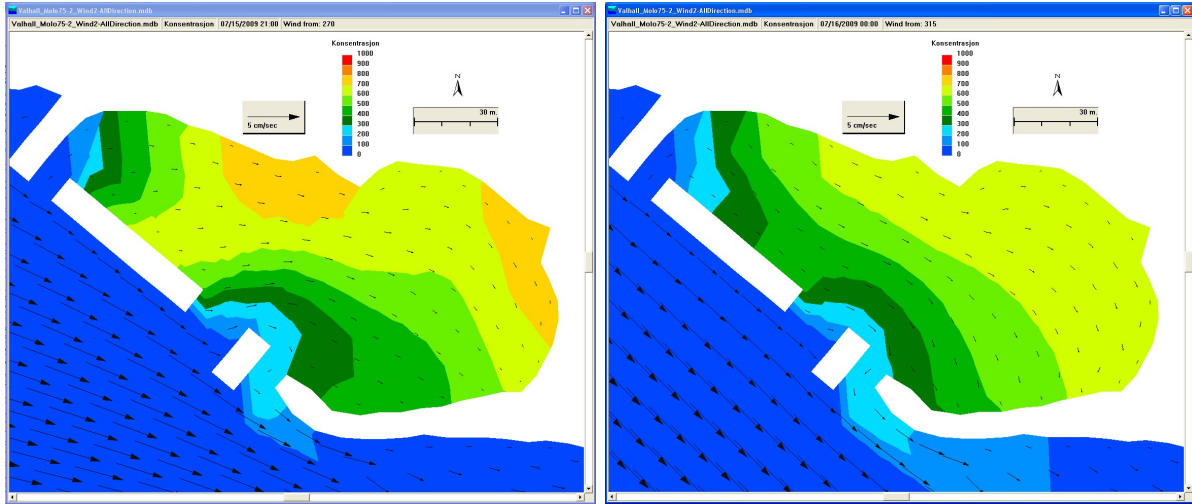 Valhall_Molo75-2_Wind2-AllDirection.mdb
Valhall_Molo75-2_Wind2-AllDirection.mdb Konsentrasjon 07/15/2009 21:00 Wind from: 270
Konsentrasjon
1000
900
800
700
600
500
400
300
200
100
0
5 cm/sec
N
30 m.
Valhall_Molo75-2_Wind2-AllDirection.mdb
Valhall_Molo75-2_Wind2-AllDirection.mdb Konsentrasjon 07/16/2009 00:00 Wind from: 315
Konsentrasjon
1000
900
800
700
600
500
400
300
200
100
0
5 cm/sec
N
30 m.